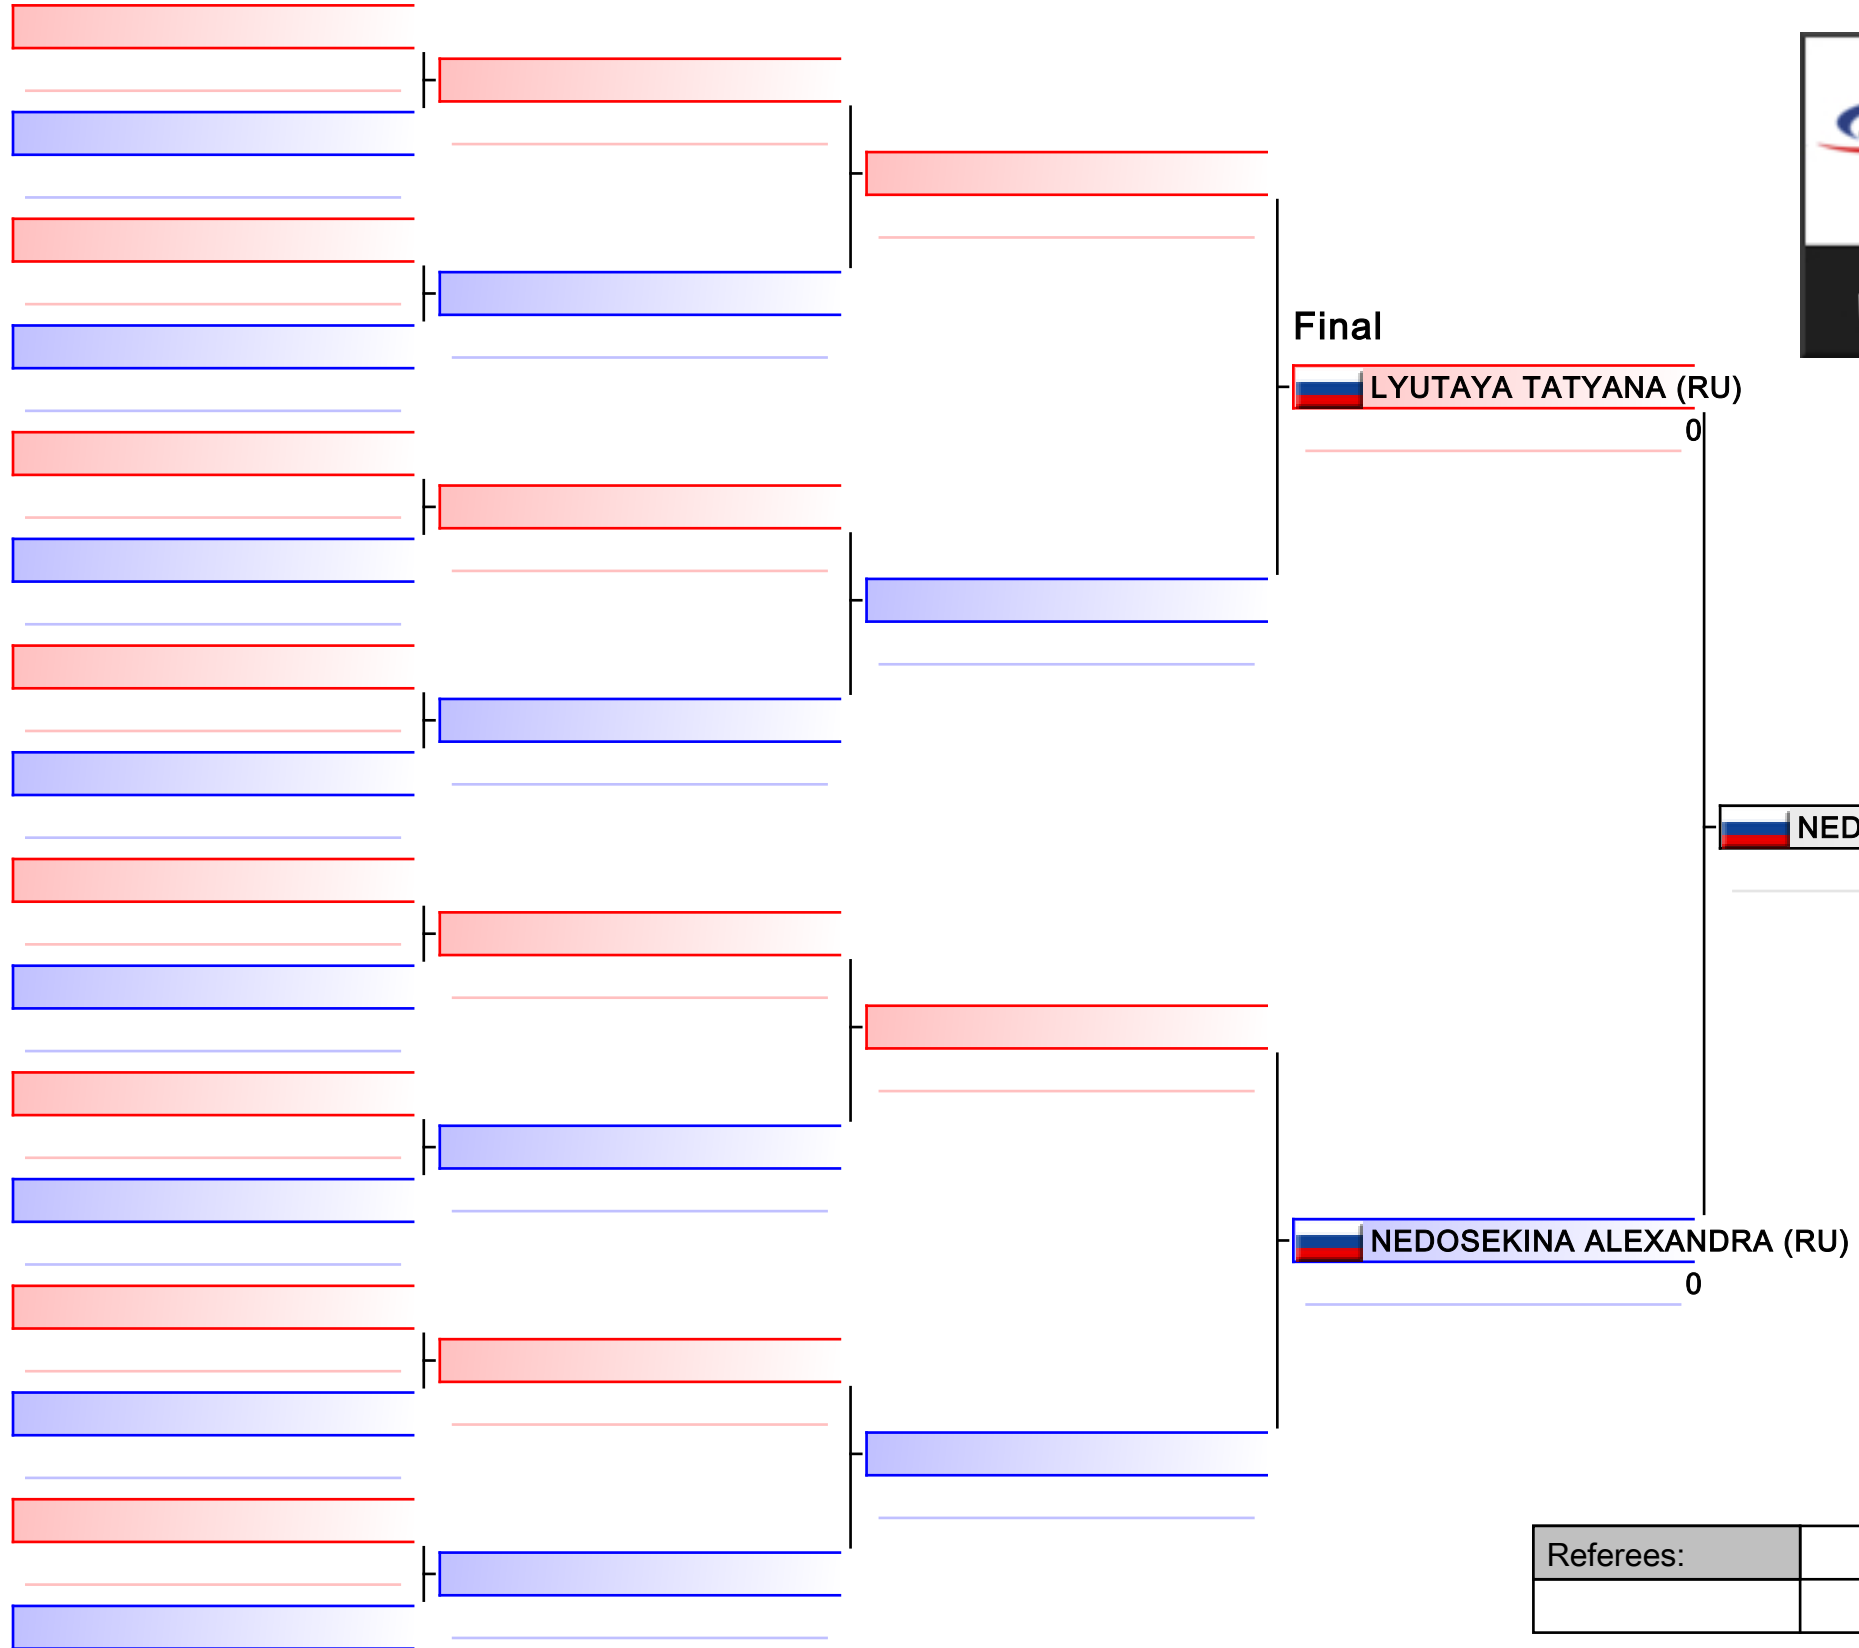 Final
LYUTAYA TATYANA (RU)
0
NED
NEDOSEKINA ALEXANDRA (RU)
0
Referees: